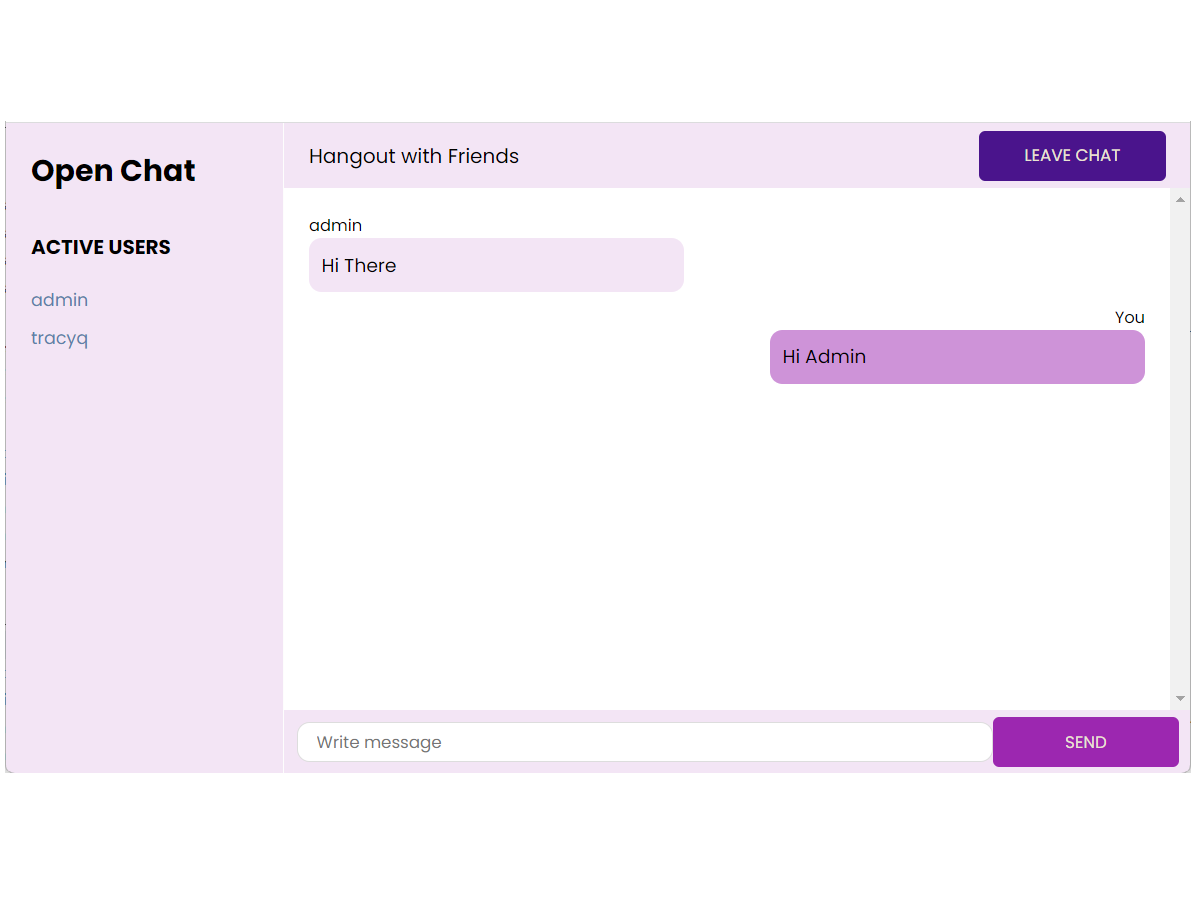 Open Chat
ACTIVE USERS
admin
tracyq
Hangout with Friends
LEAVE CHAT
admin
Hi There
You
Hi Admin
Write message
SEND